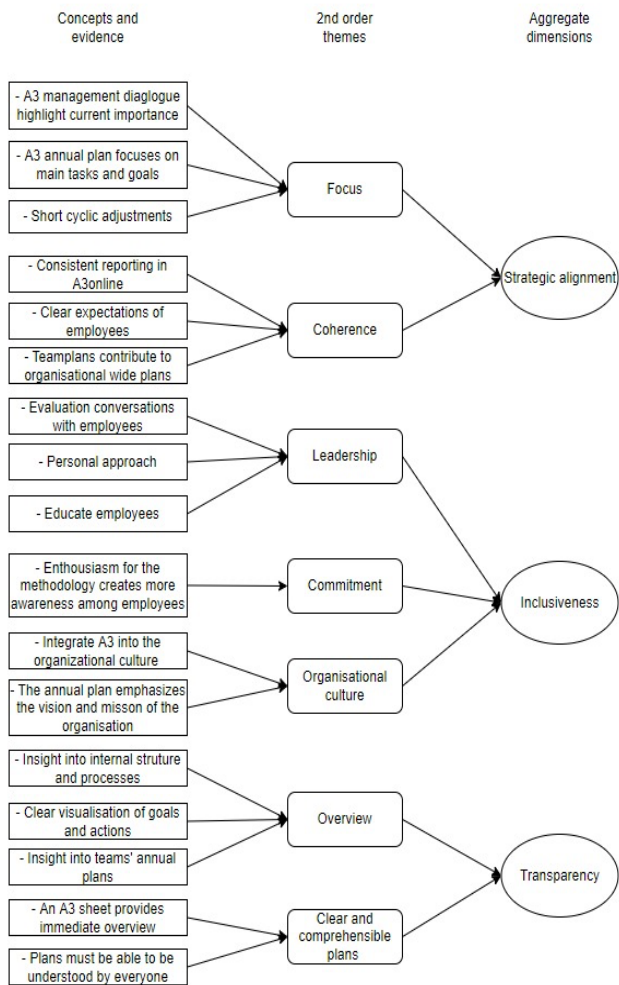 Concepts and
evidence
2nd order
themes
Aggregate
dimensions
- A3 management diaglogue
highlight current importance
- A3 annual plan focuses on
main tasks and goals
- Short cyclic adjustments
Focus
- Consistent reporting in
A3online
- Clear expectations of
employees
- Teamplans contribute to
organisational wide plans
Coherence
Strategic alignment
- Evaluation conversations
with employees
- Personal approach
- Educate employees
Leadership
- Enthousiasm for the
methodology creates more
awareness among employees
Commitment
- Integrate A3 into the
organizational culture
- The annual plan emphasizes
the vision and misson of the
organisation
Organisational
culture
Inclusiveness
- Insight into internal struture
and processes
- Clear visualisation of goals
and actions
- Insight into teams' annual
plans
Overview
- An A3 sheet provides
immediate overview
- Plans must be able to be
understood by everyone
Clear and
comprehensible
plans
Transparency